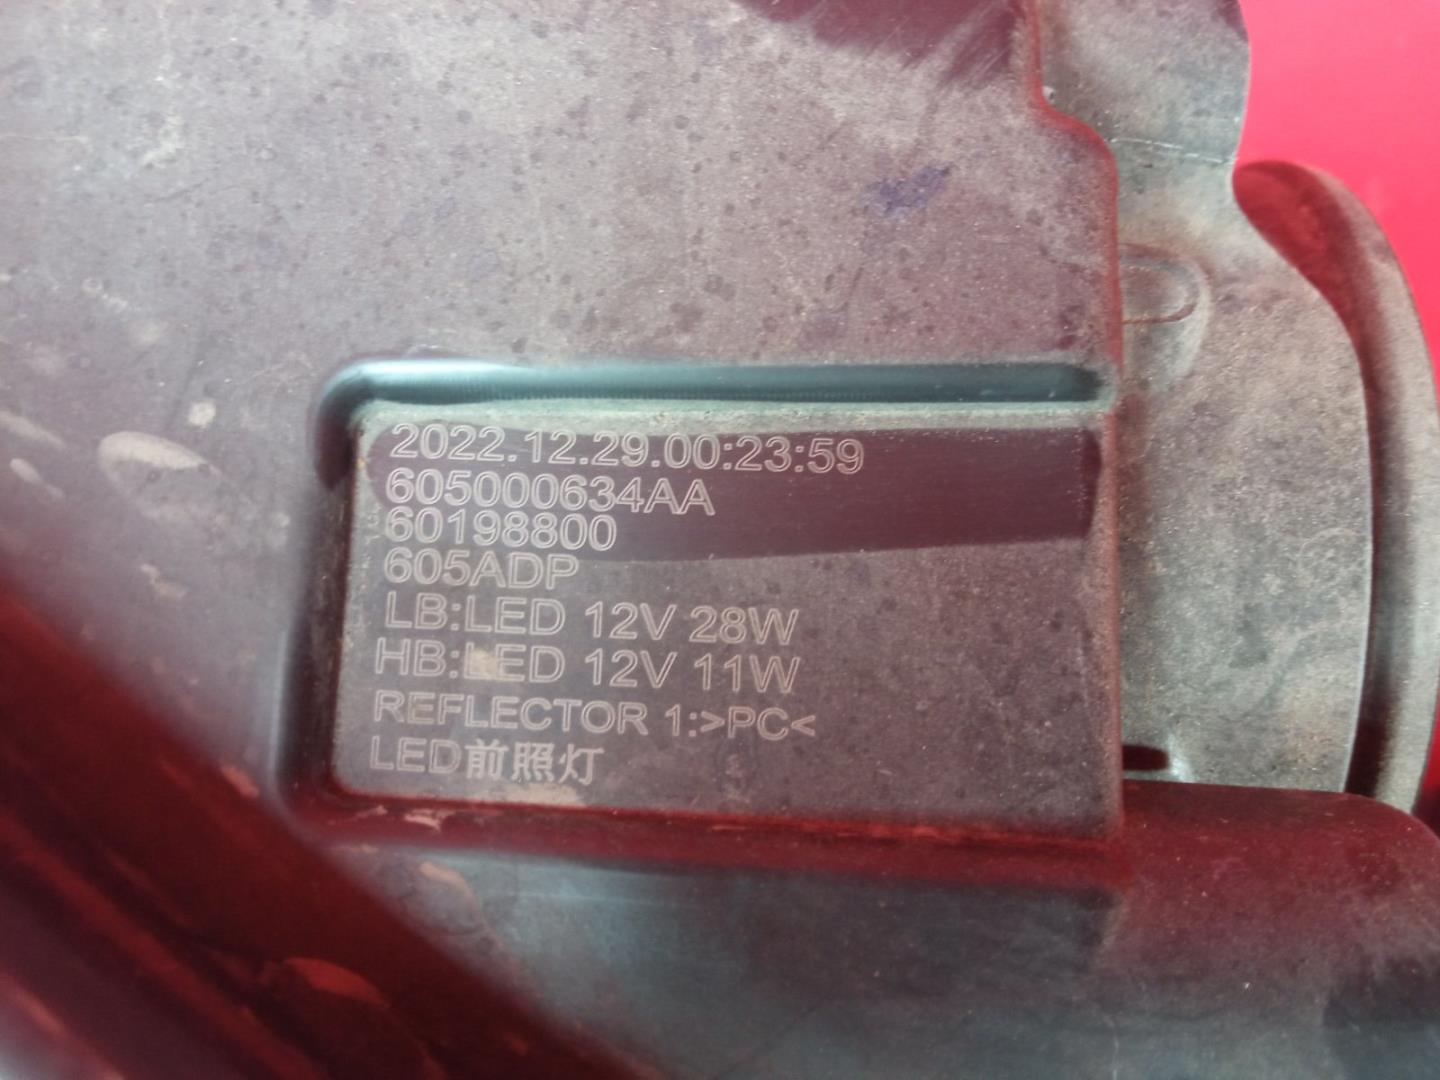 2022.12.29.00:23:59
605000634AA
60198800
605ADP
LB:LED 12V 28W
HB:LED 12V 11W
REFLECTOR 1:>PC<
LED前照灯